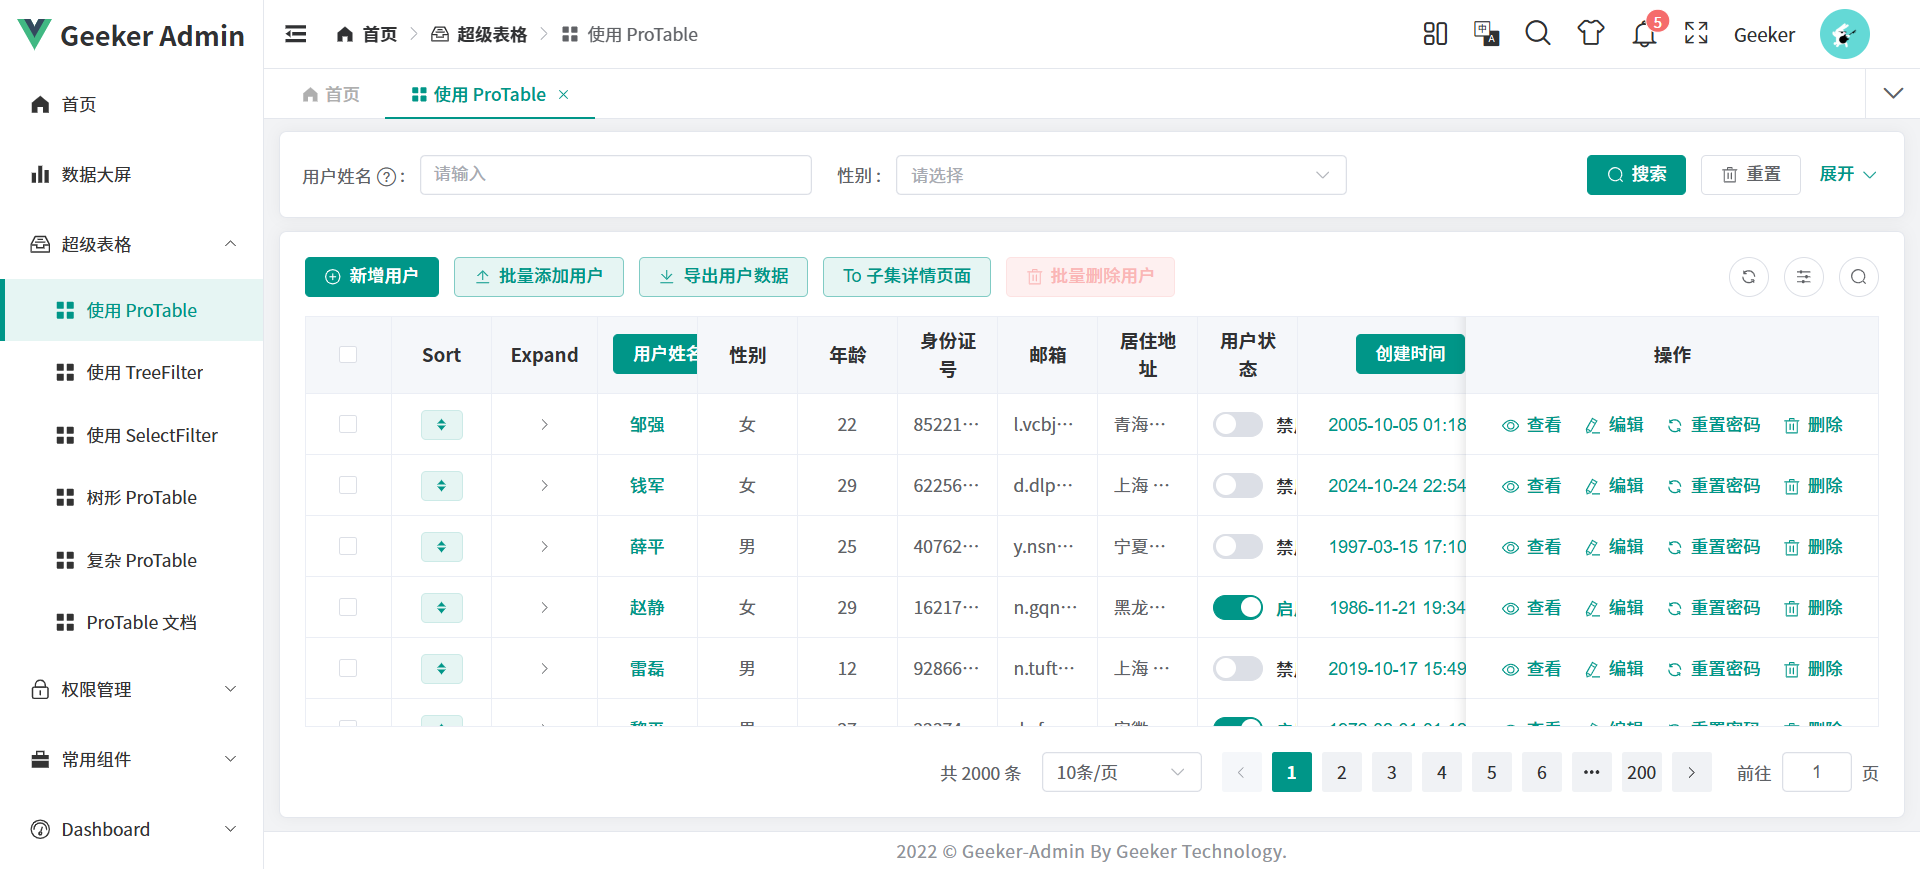 Geeker Admin
首页
超级表格
使用 ProTable
5
Geeker
首页
使用 ProTable
首页
数据大屏
超级表格
使用 ProTable
使用 TreeFilter
使用 SelectFilter
树形 ProTable
复杂 ProTable
ProTable 文档
权限管理
常用组件
Dashboard
用户姓名 ? :
请输入
性别 :
请选择
搜索
重置
展开
新增用户
批量添加用户
导出用户数据
To 子集详情页面
批量删除用户
Sort Expand 用户姓名 性别 年龄 身份证号 邮箱 居住地址 用户状态 创建时间 操作
邹强 女 22 85221··· l.vcbj··· 青海··· 禁 2005-10-05 01:18 查看 编辑 重置密码 删除
钱军 女 29 62256··· d.dlp··· 上海 ··· 禁 2024-10-24 22:54 查看 编辑 重置密码 删除
薛平 男 25 40762··· y.nsn··· 宁夏··· 禁 1997-03-15 17:10 查看 编辑 重置密码 删除
赵静 女 29 16217··· n.gqn··· 黑龙··· 启 1986-11-21 19:34 查看 编辑 重置密码 删除
雷磊 男 12 92866··· n.tuft··· 上海 ··· 禁 2019-10-17 15:49 查看 编辑 重置密码 删除
共 2000 条
10条/页
1 2 3 4 5 6 ··· 200
前往 1 页
2022 © Geeker-Admin By Geeker Technology.